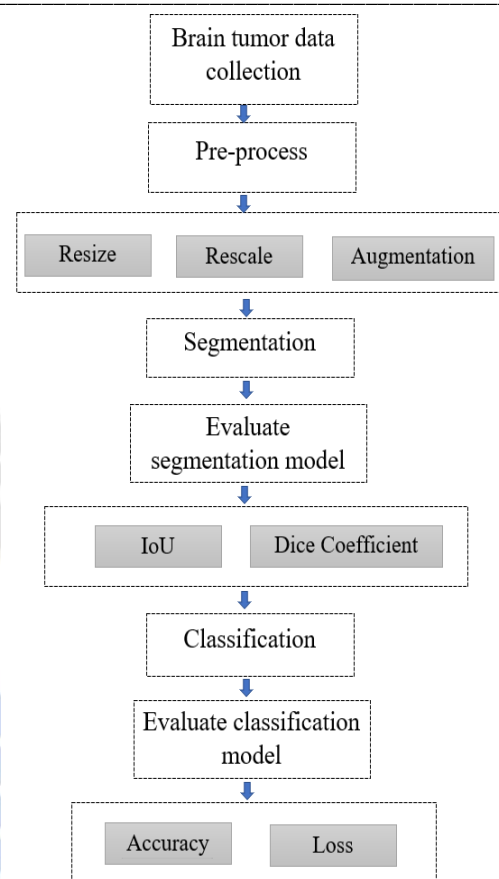 Brain tumor data
collection
Pre-process
Resize
Rescale
Augmentation
Segmentation
Evaluate
segmentation model
IoU
Dice Coefficient
Classification
Evaluate classification
model
Accuracy
Loss